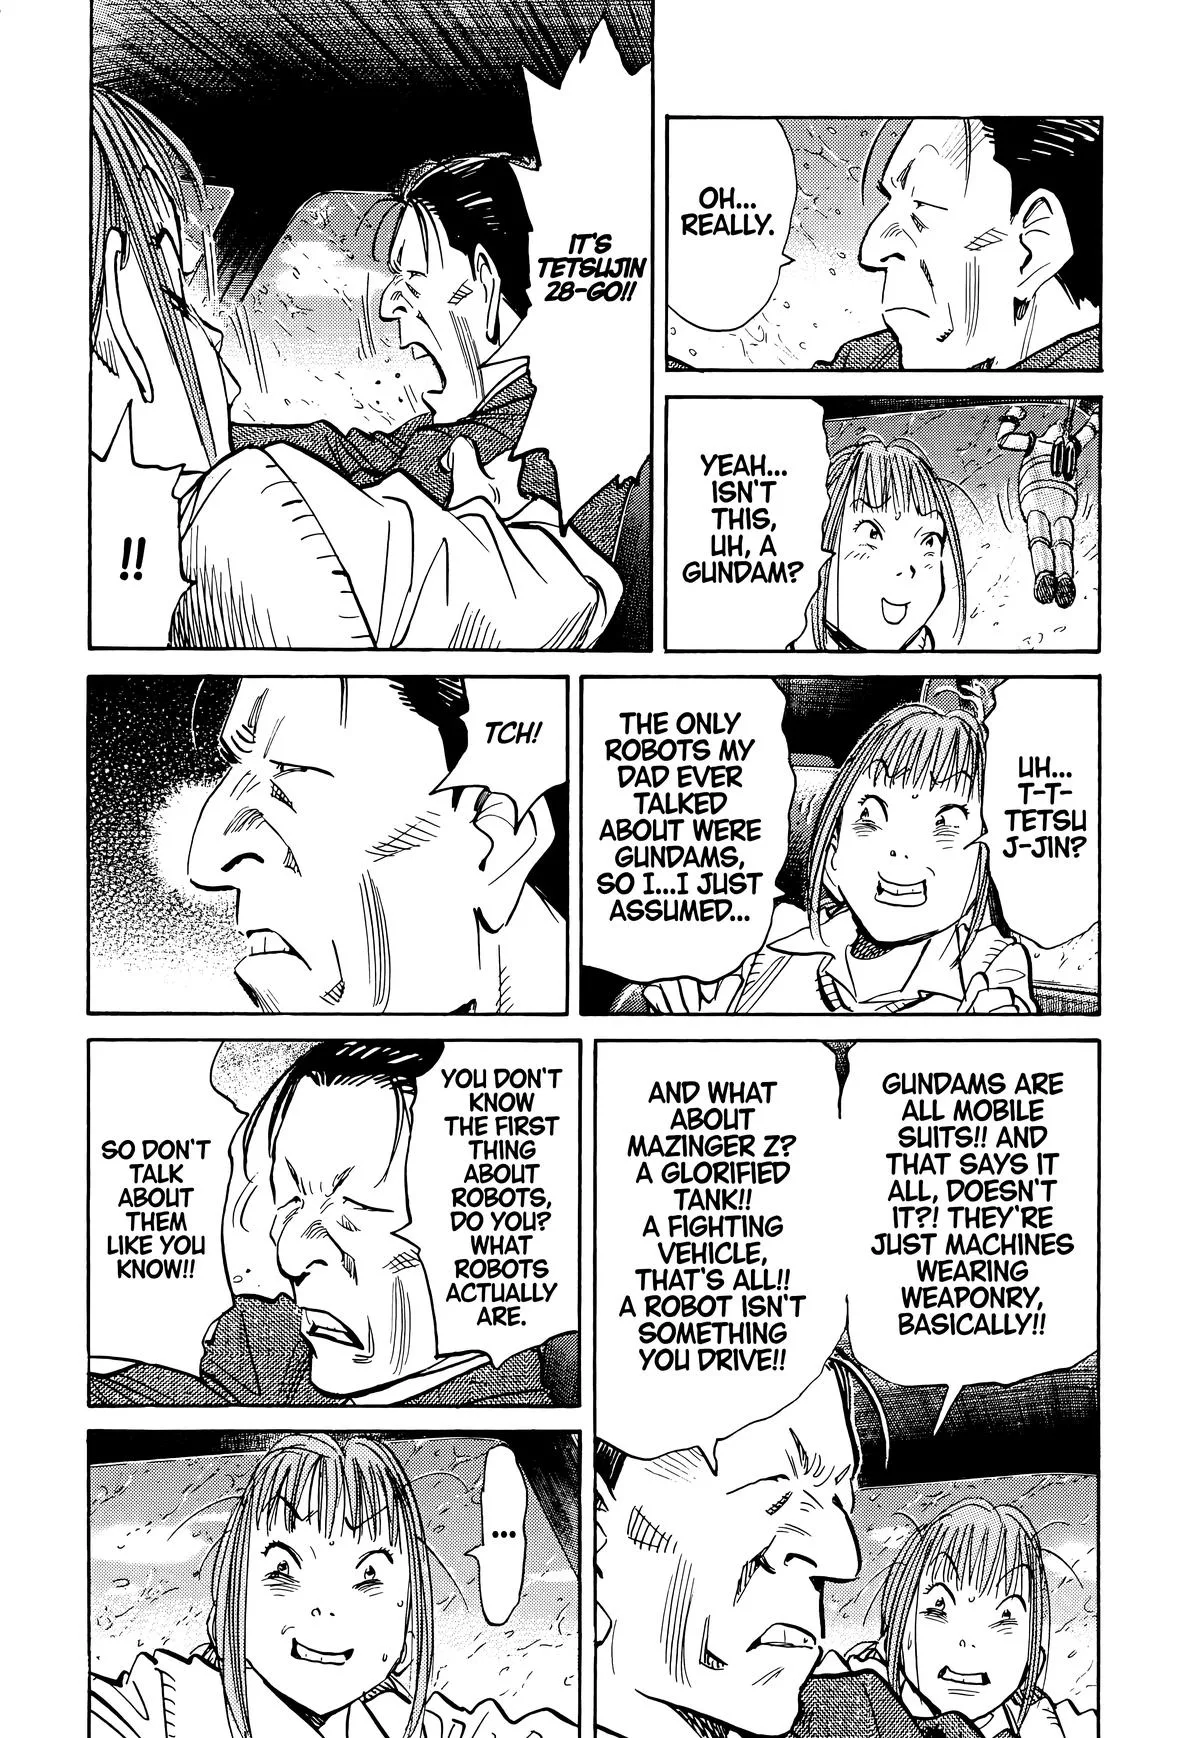 OH...
REALLY.
YEAH...
ISN'T
THIS,
UH, A
GUNDAM?
IT'S
TETSUJIN
28-GO!!
!!
UH...
T-T-
TETSU
J-JIN?
THE ONLY
ROBOTS MY
DAD EVER
TALKED
ABOUT WERE
GUNDAMS,
SO I...I JUST
ASSUMED...
TCH!
GUNDAMS ARE
ALL MOBILE
SUITS!! AND
THAT SAYS IT
ALL, DOESN'T
IT?! THEY'RE
JUST MACHINES
WEARING
WEAPONRY,
BASICALLY!!
AND WHAT
ABOUT
MAZINGER Z?
A GLORIFIED
TANK!!
A FIGHTING
VEHICLE,
THAT'S ALL!!
A ROBOT ISN'T
SOMETHING
YOU DRIVE!!
YOU DON'T
KNOW
THE FIRST
THING
ABOUT
ROBOTS,
DO YOU?
WHAT
ROBOTS
ACTUALLY
ARE.
SO DON'T
TALK
ABOUT
THEM
LIKE YOU
KNOW!!
...